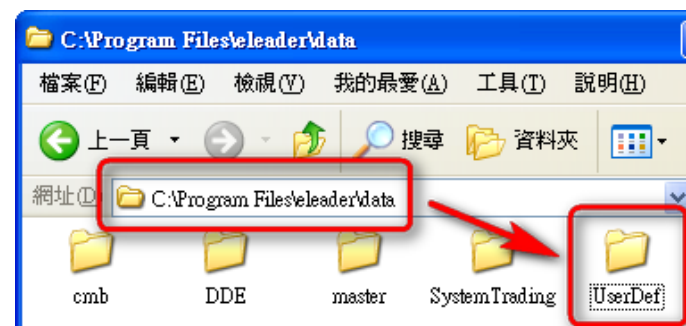 C:\Program Files\eleader\data
檔案(F) 編輯(E) 檢視(V) 我的最愛(A) 工具(T) 說明(H)
上一頁 搜尋 資料夾
網址(D) C:\Program Files\eleader\data
cmb DDE master SystemTrading UserDef